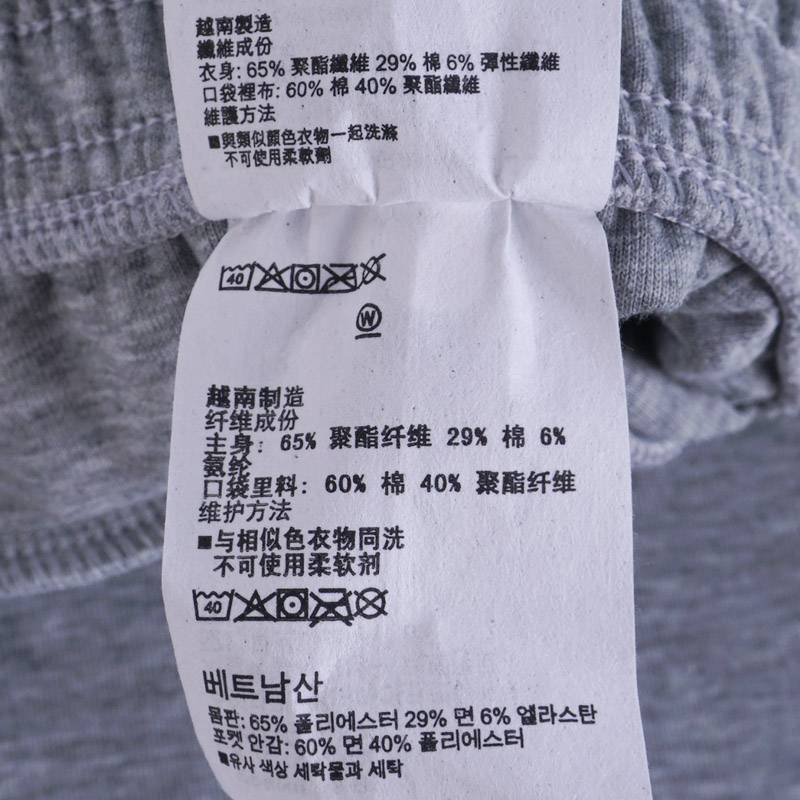 越南製造
纖維成份
衣身: 65% 聚酯纖維 29% 棉 6% 彈性纖維
口袋裡布: 60% 棉 40% 聚酯纖維
維護方法
■與類似顏色衣物一起洗滌
不可使用柔軟劑
40
W
越南制造
纤维成份
主身: 65% 聚酯纤维 29% 棉 6%
氨纶
口袋里料: 60% 棉 40% 聚酯纤维
维护方法
■与相似色衣物同洗
不可使用柔软剂
40
베트남산
몸판: 65% 폴리에스터 29% 면 6% 엘라스탄
포켓 안감: 60% 면 40% 폴리에스터
■유사 색상 세탁물과 세탁